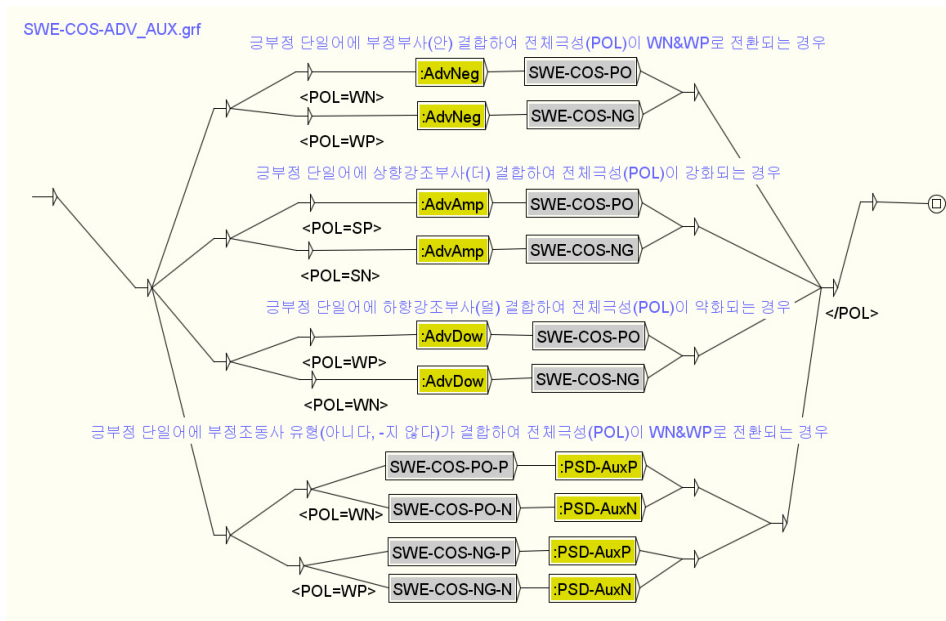 SWE-COS-ADV_AUX.grf
긍부정 단일어에 부정부사(안) 결합하여 전체극성(POL)이 WN&WP로 전환되는 경우
:AdvNeg SWE-COS-PO
<POL=WN>
:AdvNeg SWE-COS-NG
<POL=WP>
긍부정 단일어에 상향강조부사(더) 결합하여 전체극성(POL)이 강화되는 경우
:AdvAmp SWE-COS-PO
<POL=SP>
:AdvAmp SWE-COS-NG
<POL=SN>
긍부정 단일어에 하향강조부사(덜) 결합하여 전체극성(POL)이 약화되는 경우
</POL>
:AdvDow SWE-COS-PO
<POL=WP>
:AdvDow SWE-COS-NG
<POL=WN>
긍부정 단일어에 부정조동사 유형(아니다, -지 않다)가 결합하여 전체극성(POL)이 WN&WP로 전환되는 경우
SWE-COS-PO-P :PSD-AuxP
<POL=WN>
SWE-COS-PO-N :PSD-AuxN
SWE-COS-NG-P :PSD-AuxP
<POL=WP>
SWE-COS-NG-N :PSD-AuxN